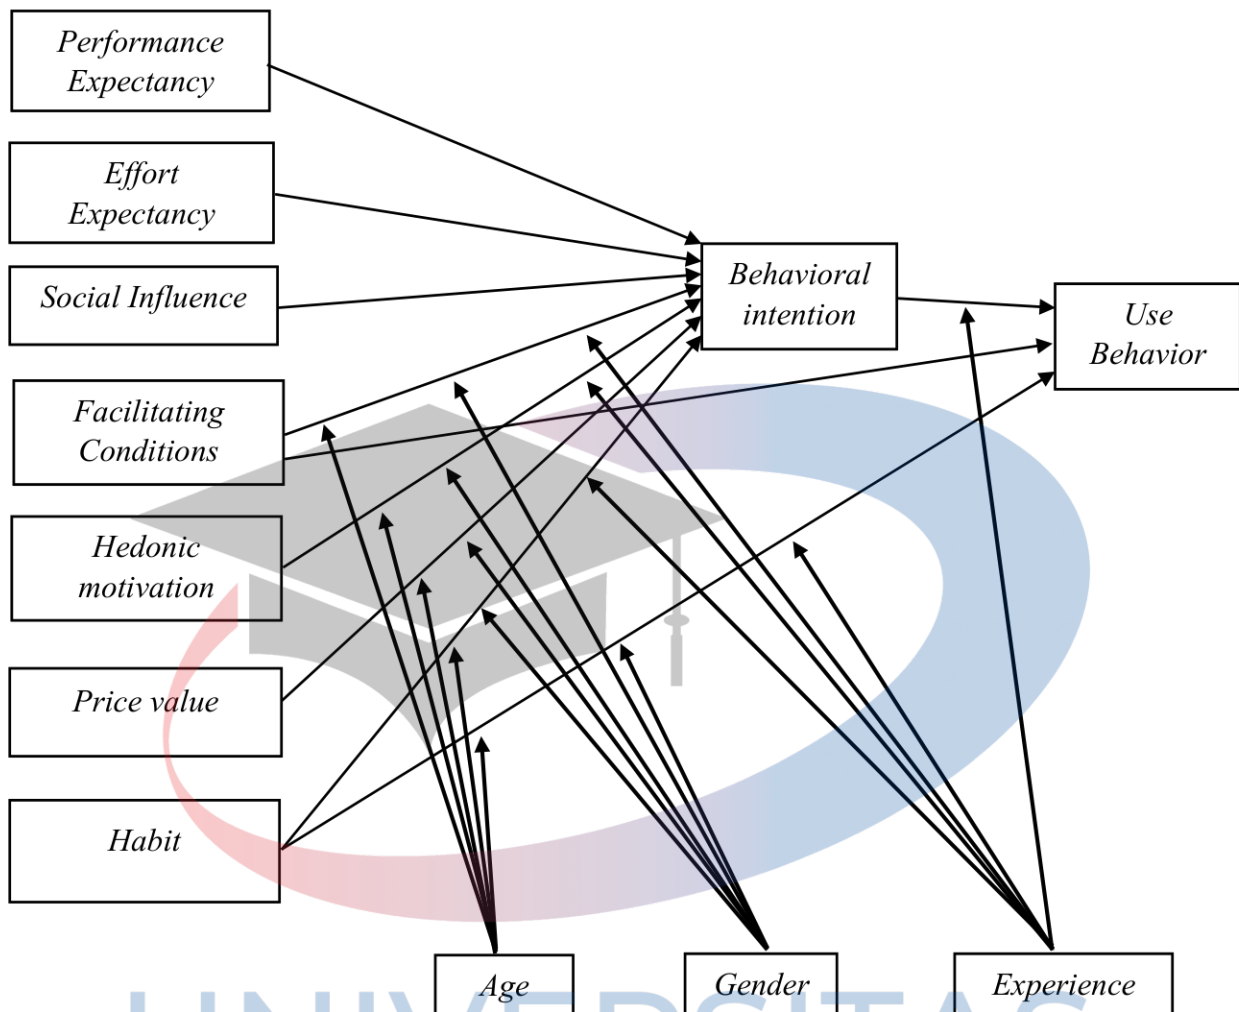 Performance
Expectancy
Effort
Expectancy
Social Influence
Behavioral
intention
Use
Behavior
Facilitating
Conditions
Hedonic
motivation
Price value
Habit
Age
Gender
Experience
UNIVERSITAS